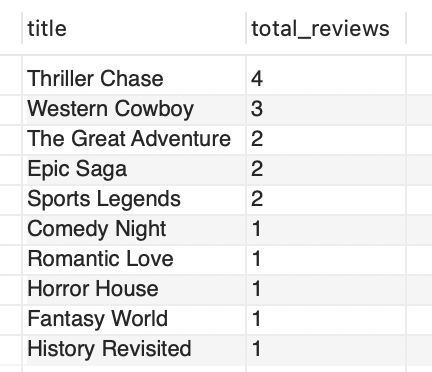 title total_reviews
Thriller Chase 4
Western Cowboy 3
The Great Adventure 2
Epic Saga 2
Sports Legends 2
Comedy Night 1
Romantic Love 1
Horror House 1
Fantasy World 1
History Revisited 1